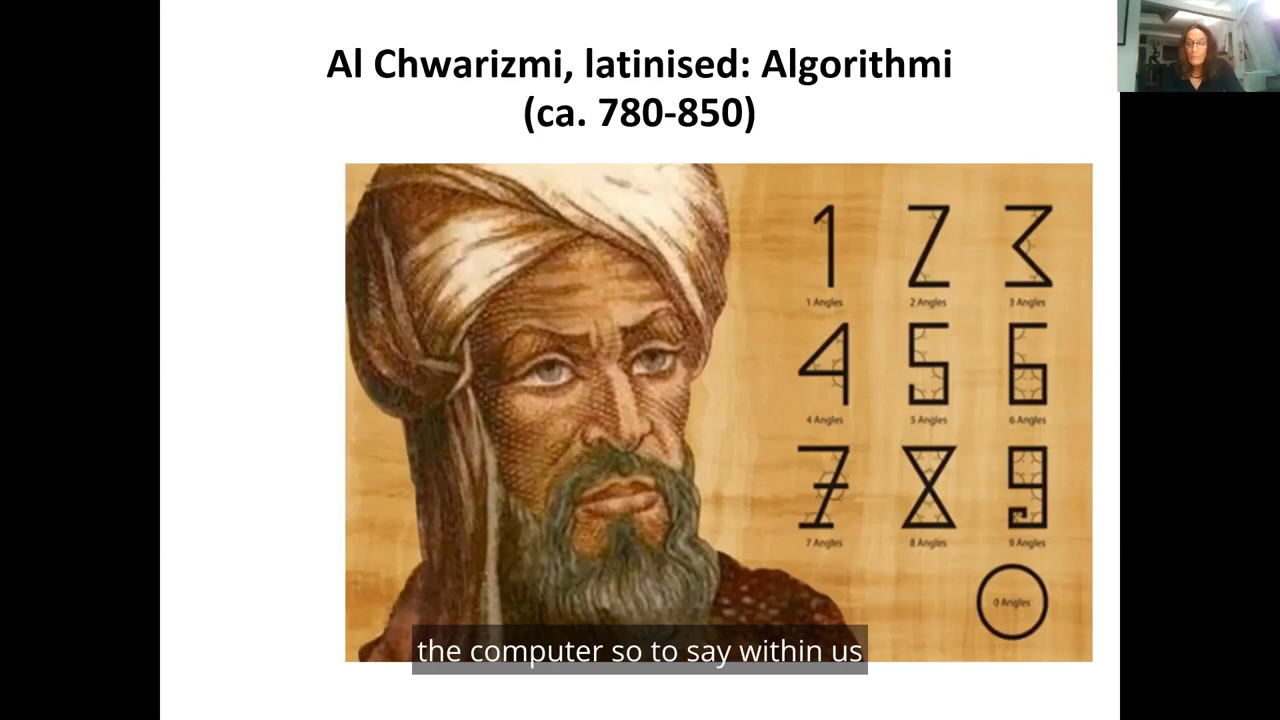 Al Chwarizmi, latinised: Algorithmi
(ca. 780-850)
1 2 3
1 Angles 2 Angles 3 Angles
4 5 6
4 Angles 5 Angles 6 Angles
7 8 9
7 Angles 8 Angles 9 Angles
0 Angles
the computer so to say within us